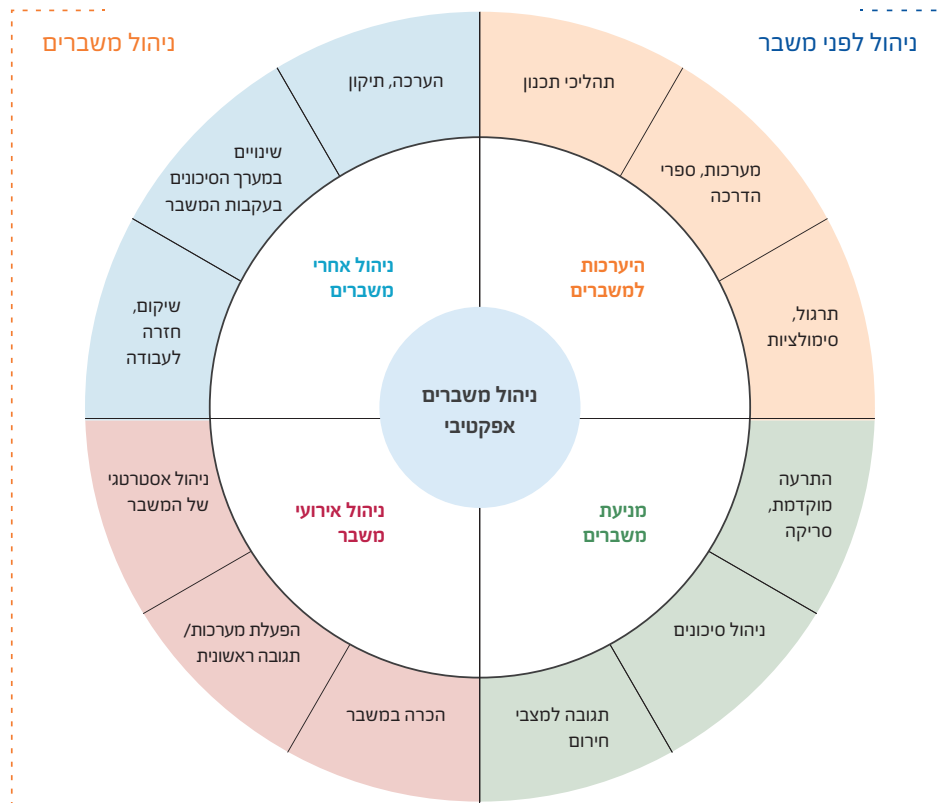 ניהול לפני משבר
ניהול משברים
תהליכי תכנון
מערכות, ספרי
הדרכה
תרגול,
סימולציות
היערכות
למשברים
התרעה
מוקדמת,
סריקה
ניהול סיכונים
תגובה למצבי
חירום
מניעת
משברים
הכרה במשבר
הפעלת מערכות/
תגובה ראשונית
ניהול אסטרטגי
של המשבר
ניהול אירועי
משבר
שיקום,
חזרה
לעבודה
שינויים
במערך הסיכונים
בעקבות המשבר
הערכה, תיקון
ניהול אחרי
משברים
ניהול משברים
אפקטיבי